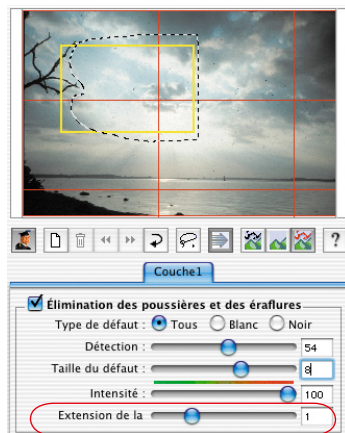 ?
Couche1
Élimination des poussières et des éraflures
Type de défaut : Tous Blanc Noir
Détection : 54
Taille du défaut : 8
Intensité : 100
Extension de la 1